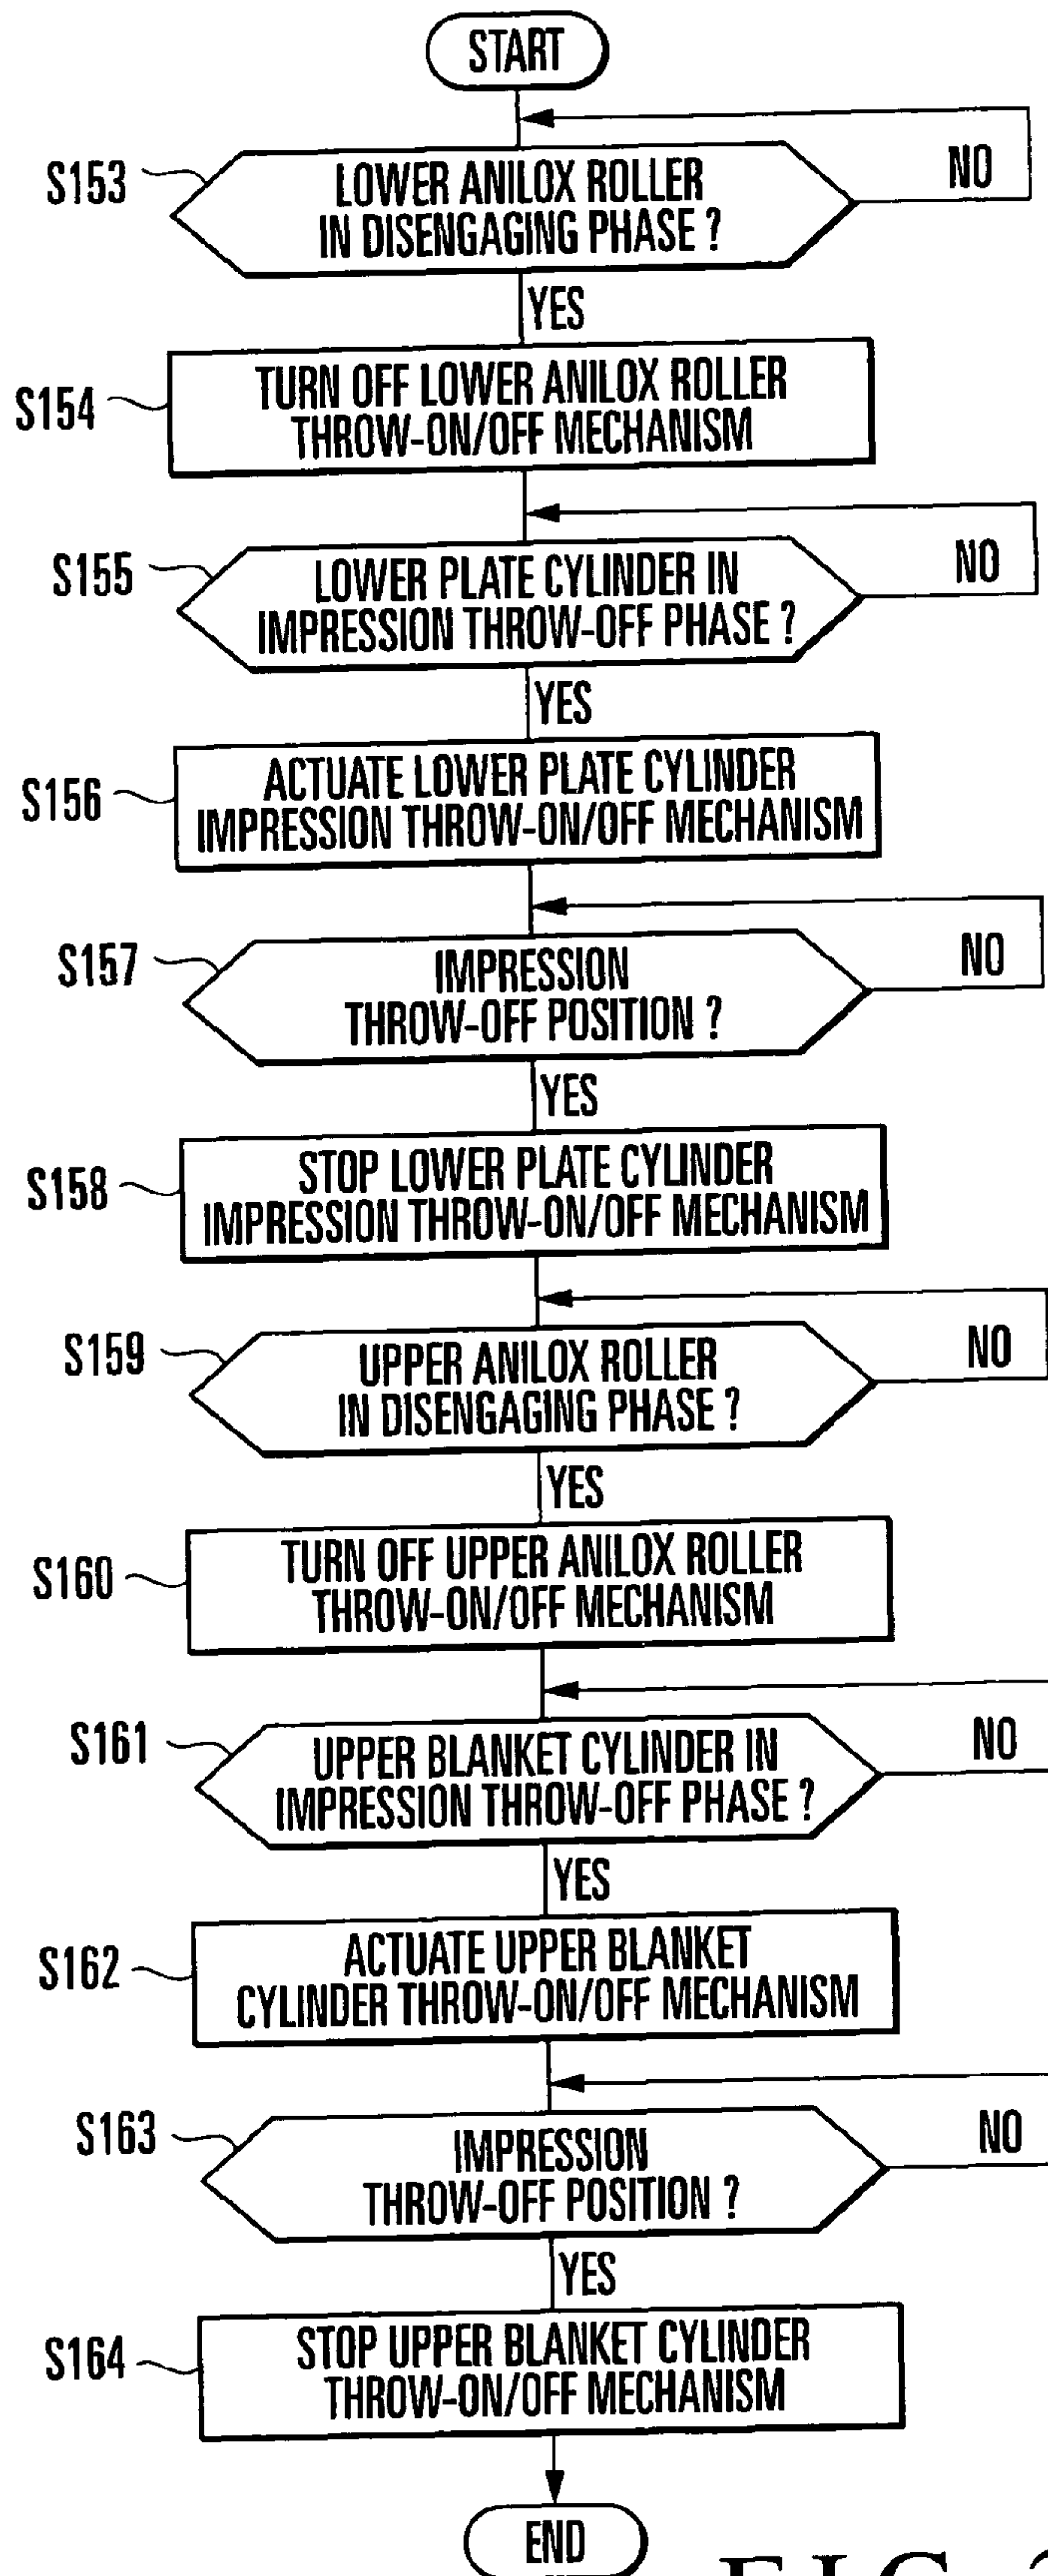 START
S153
LOWER ANILOX ROLLER
IN DISENGAGING PHASE ?
NO
YES
S154
TURN OFF LOWER ANILOX ROLLER
THROW-ON/OFF MECHANISM
S155
LOWER PLATE CYLINDER IN
IMPRESSION THROW-OFF PHASE ?
NO
YES
S156
ACTUATE LOWER PLATE CYLINDER
IMPRESSION THROW-ON/OFF MECHANISM
S157
IMPRESSION
THROW-OFF POSITION ?
NO
YES
S158
STOP LOWER PLATE CYLINDER
IMPRESSION THROW-ON/OFF MECHANISM
S159
UPPER ANILOX ROLLER
IN DISENGAGING PHASE ?
NO
YES
S160
TURN OFF UPPER ANILOX ROLLER
THROW-ON/OFF MECHANISM
S161
UPPER BLANKET CYLINDER IN
IMPRESSION THROW-OFF PHASE ?
NO
YES
S162
ACTUATE UPPER BLANKET
CYLINDER THROW-ON/OFF MECHANISM
S163
IMPRESSION
THROW-OFF POSITION ?
NO
YES
S164
STOP UPPER BLANKET CYLINDER
THROW-ON/OFF MECHANISM
END
FIG.